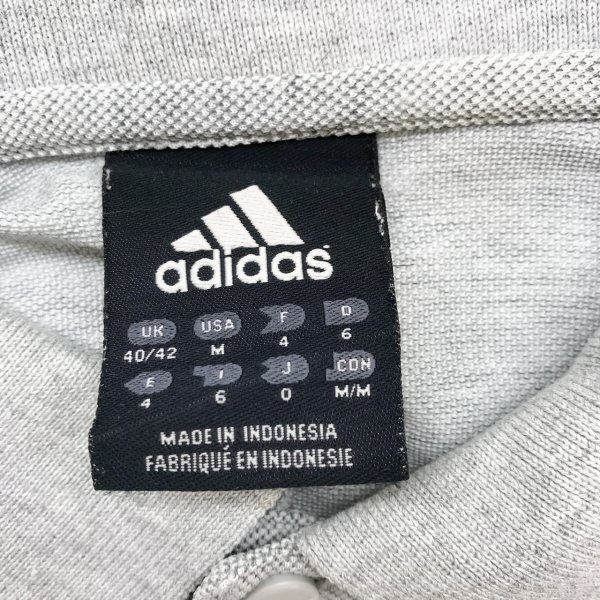 adidas
UK USA F D
40/42 M 4 6
E I J CDN
4 6 0 M/M
MADE IN INDONESIA
FABRIQUÉ EN INDONESIE